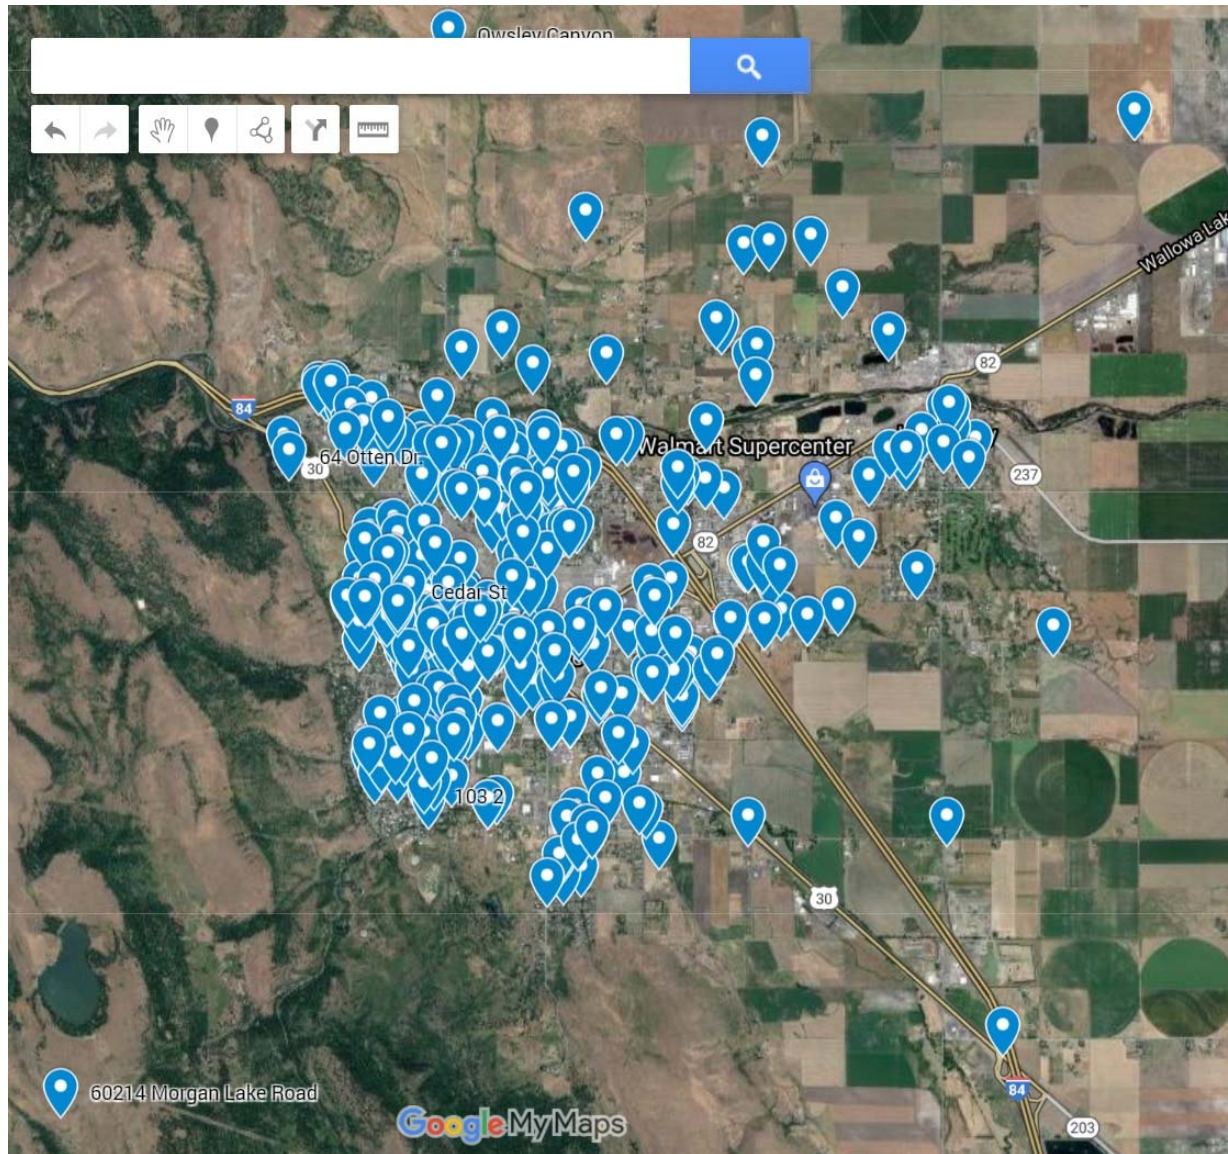 Owsley Canyon
Wallowa Lak
82
84
Walmart Supercenter
64 Otten Dr.
30
237
82
Cedar St
103 2
30
60214 Morgan Lake Road
84
Google My Maps
203